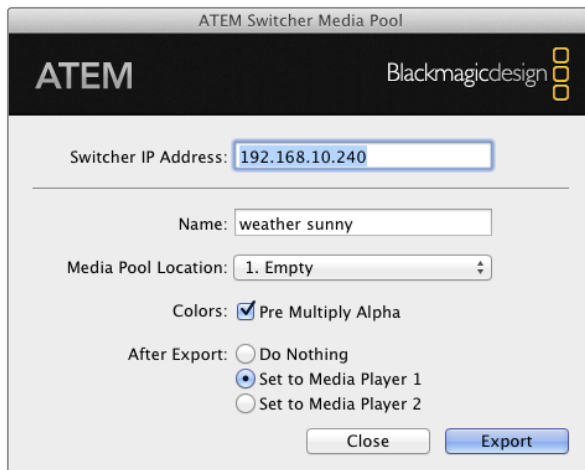 ATEM Switcher Media Pool
ATEM
Blackmagicdesign
Switcher IP Address: 192.168.10.240
Name: weather sunny
Media Pool Location: 1. Empty
Colors: Pre Multiply Alpha
After Export: Do Nothing
Set to Media Player 1
Set to Media Player 2
Close Export